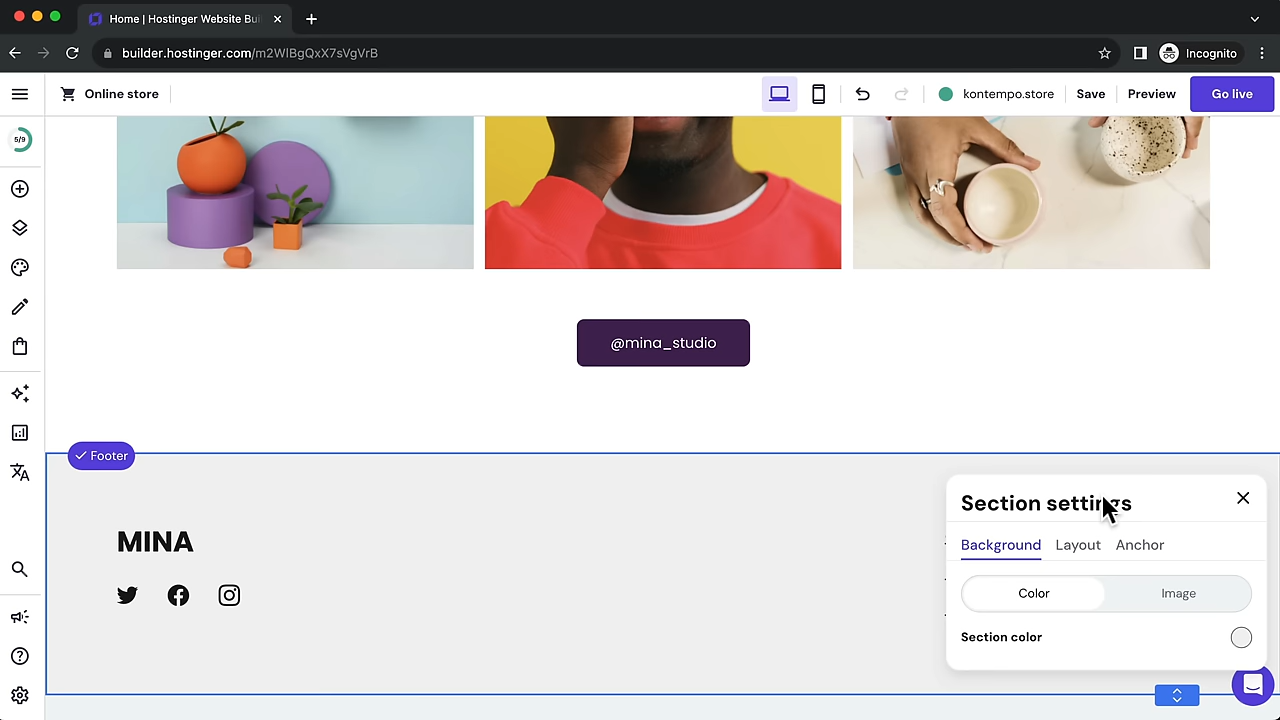 Home | Hostinger Website Bui
builder.hostinger.com/m2WlBgQxX7sVgVrB
Incognito
Online store
kontempo.store
Save
Preview
Go live
5/9
@mina_studio
Footer
MINA
Section settings
Background
Layout
Anchor
Color
Image
Section color